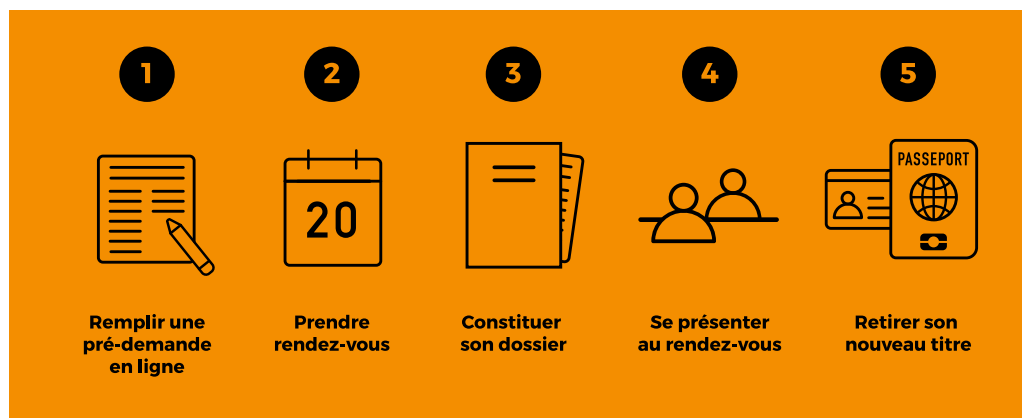 1
2
3
4
5
20
PASSEPORT
Remplir une
pré-demande
en ligne
Prendre
rendez-vous
Constituer
son dossier
Se présenter
au rendez-vous
Retirer son
nouveau titre